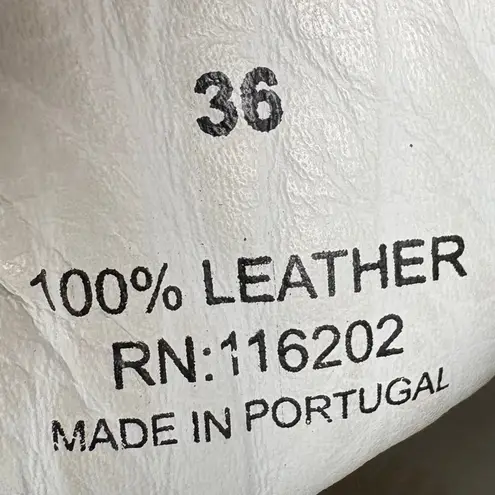 36
100% LEATHER
RN:116202
MADE IN PORTUGAL